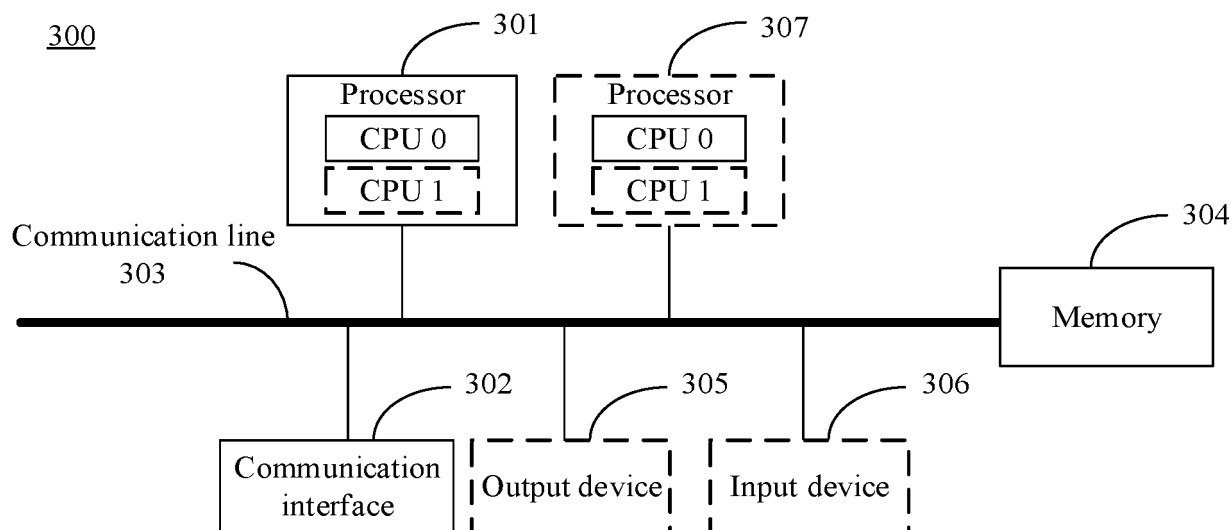 300
301
307
Processor
CPU 0
CPU 1
Processor
CPU 0
CPU 1
Communication line
303
304
Memory
302
305
306
Communication
interface
Output device
Input device